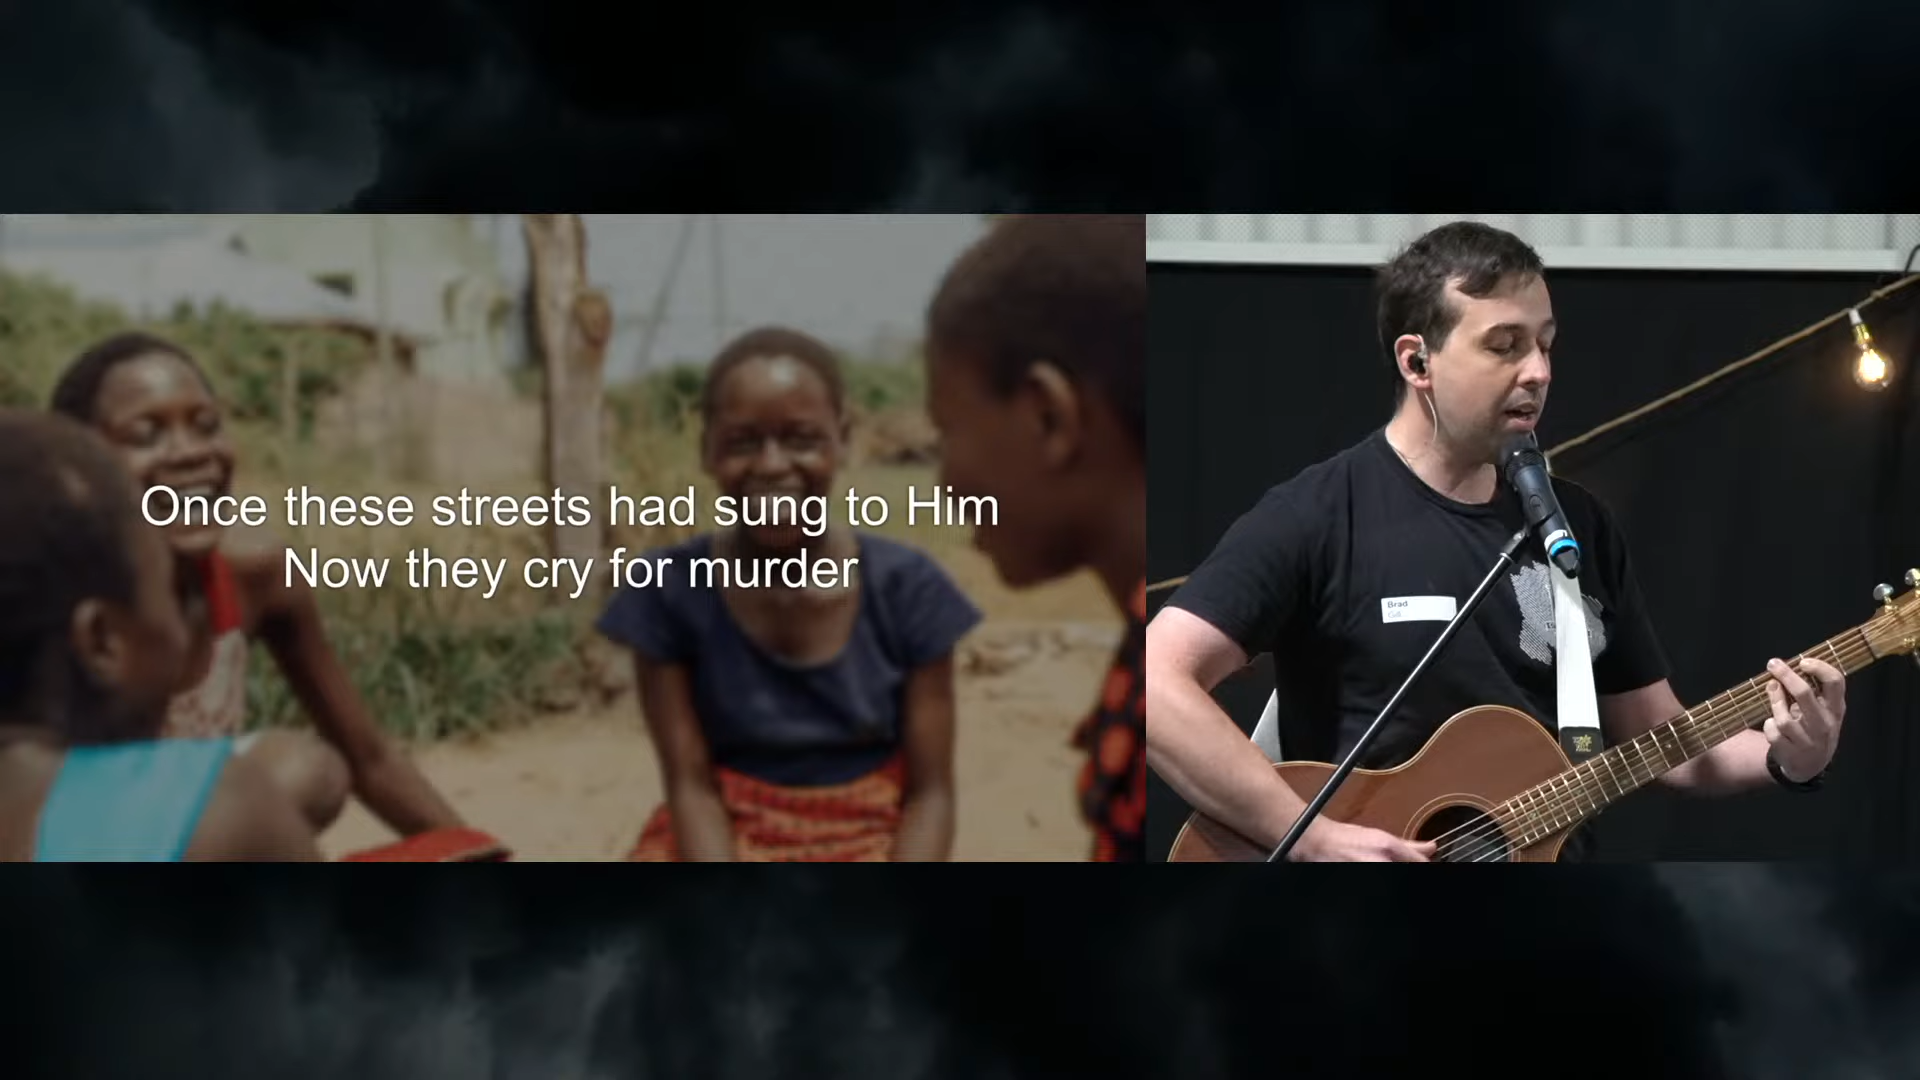 Once these streets had sung to Him
Now they cry for murder
Brad